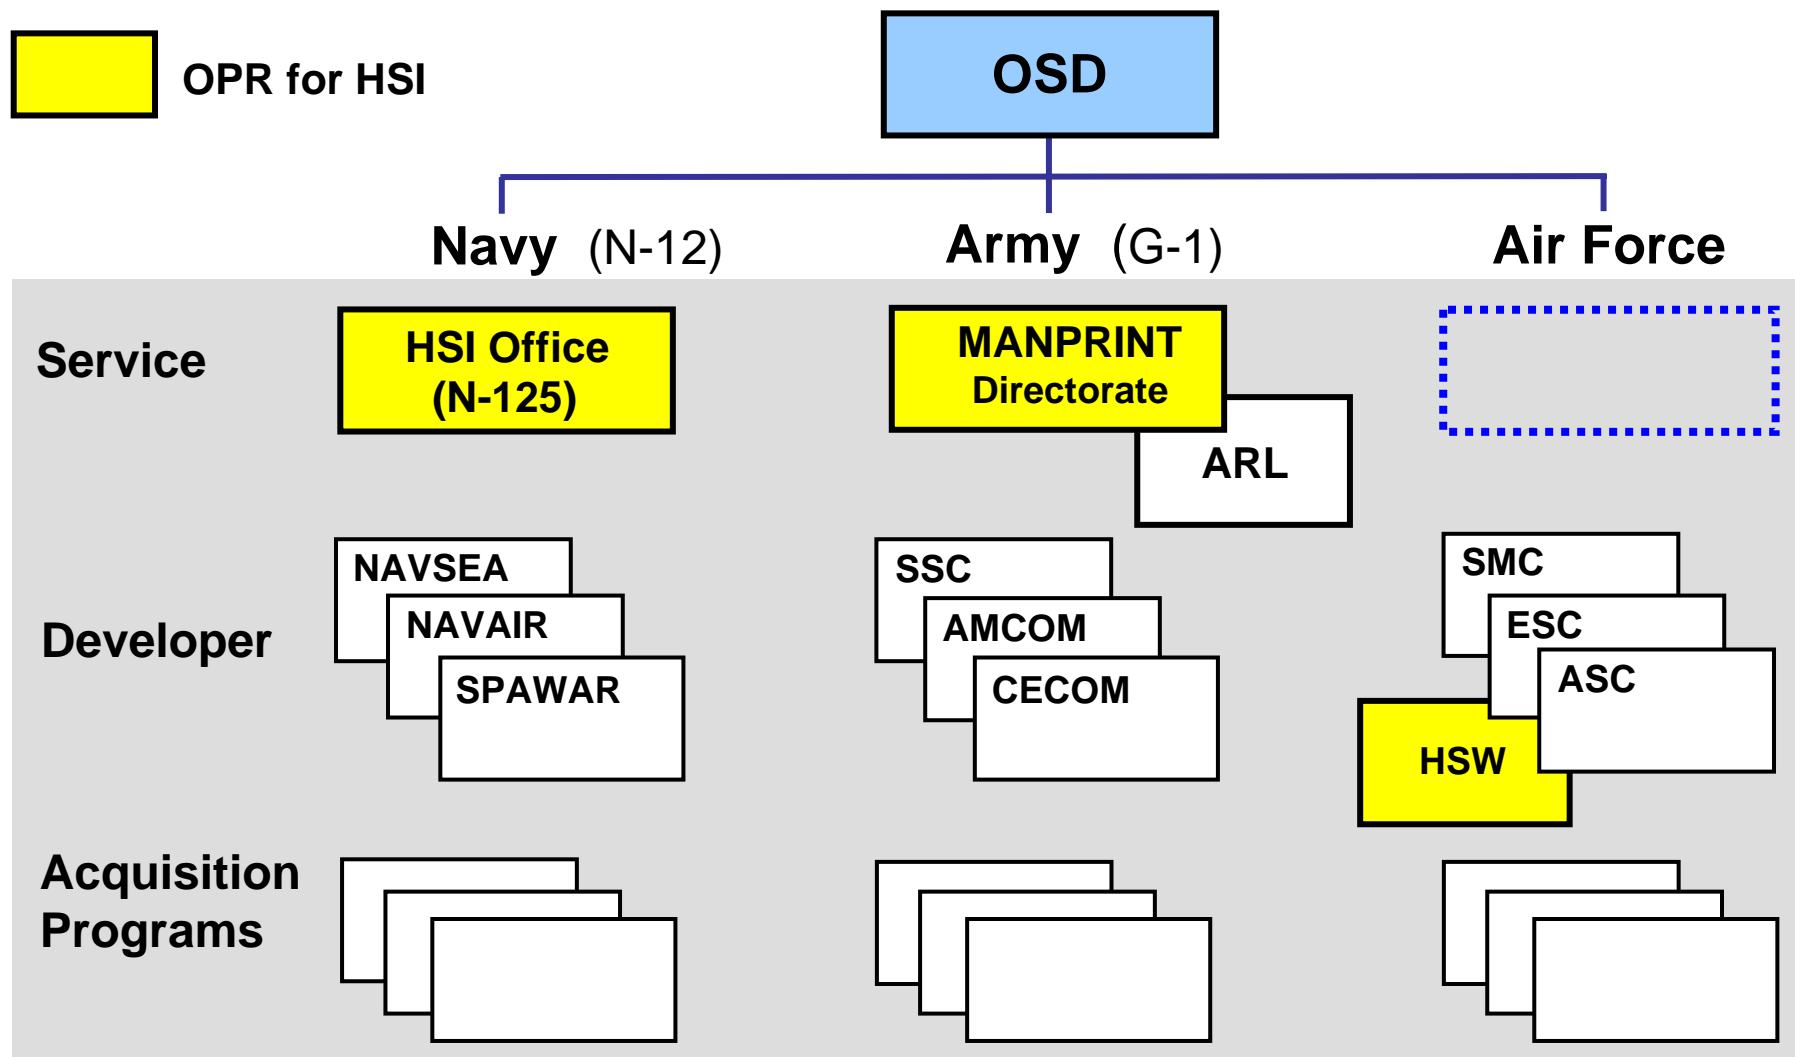 OPR for HSI
OSD
Navy (N-12)
Army (G-1)
Air Force
Service
HSI Office
(N-125)
MANPRINT
Directorate
ARL
Developer
NAVSEA
NAVAIR
SPAWAR
SSC
AMCOM
CECOM
SMC
ESC
ASC
HSW
Acquisition
Programs